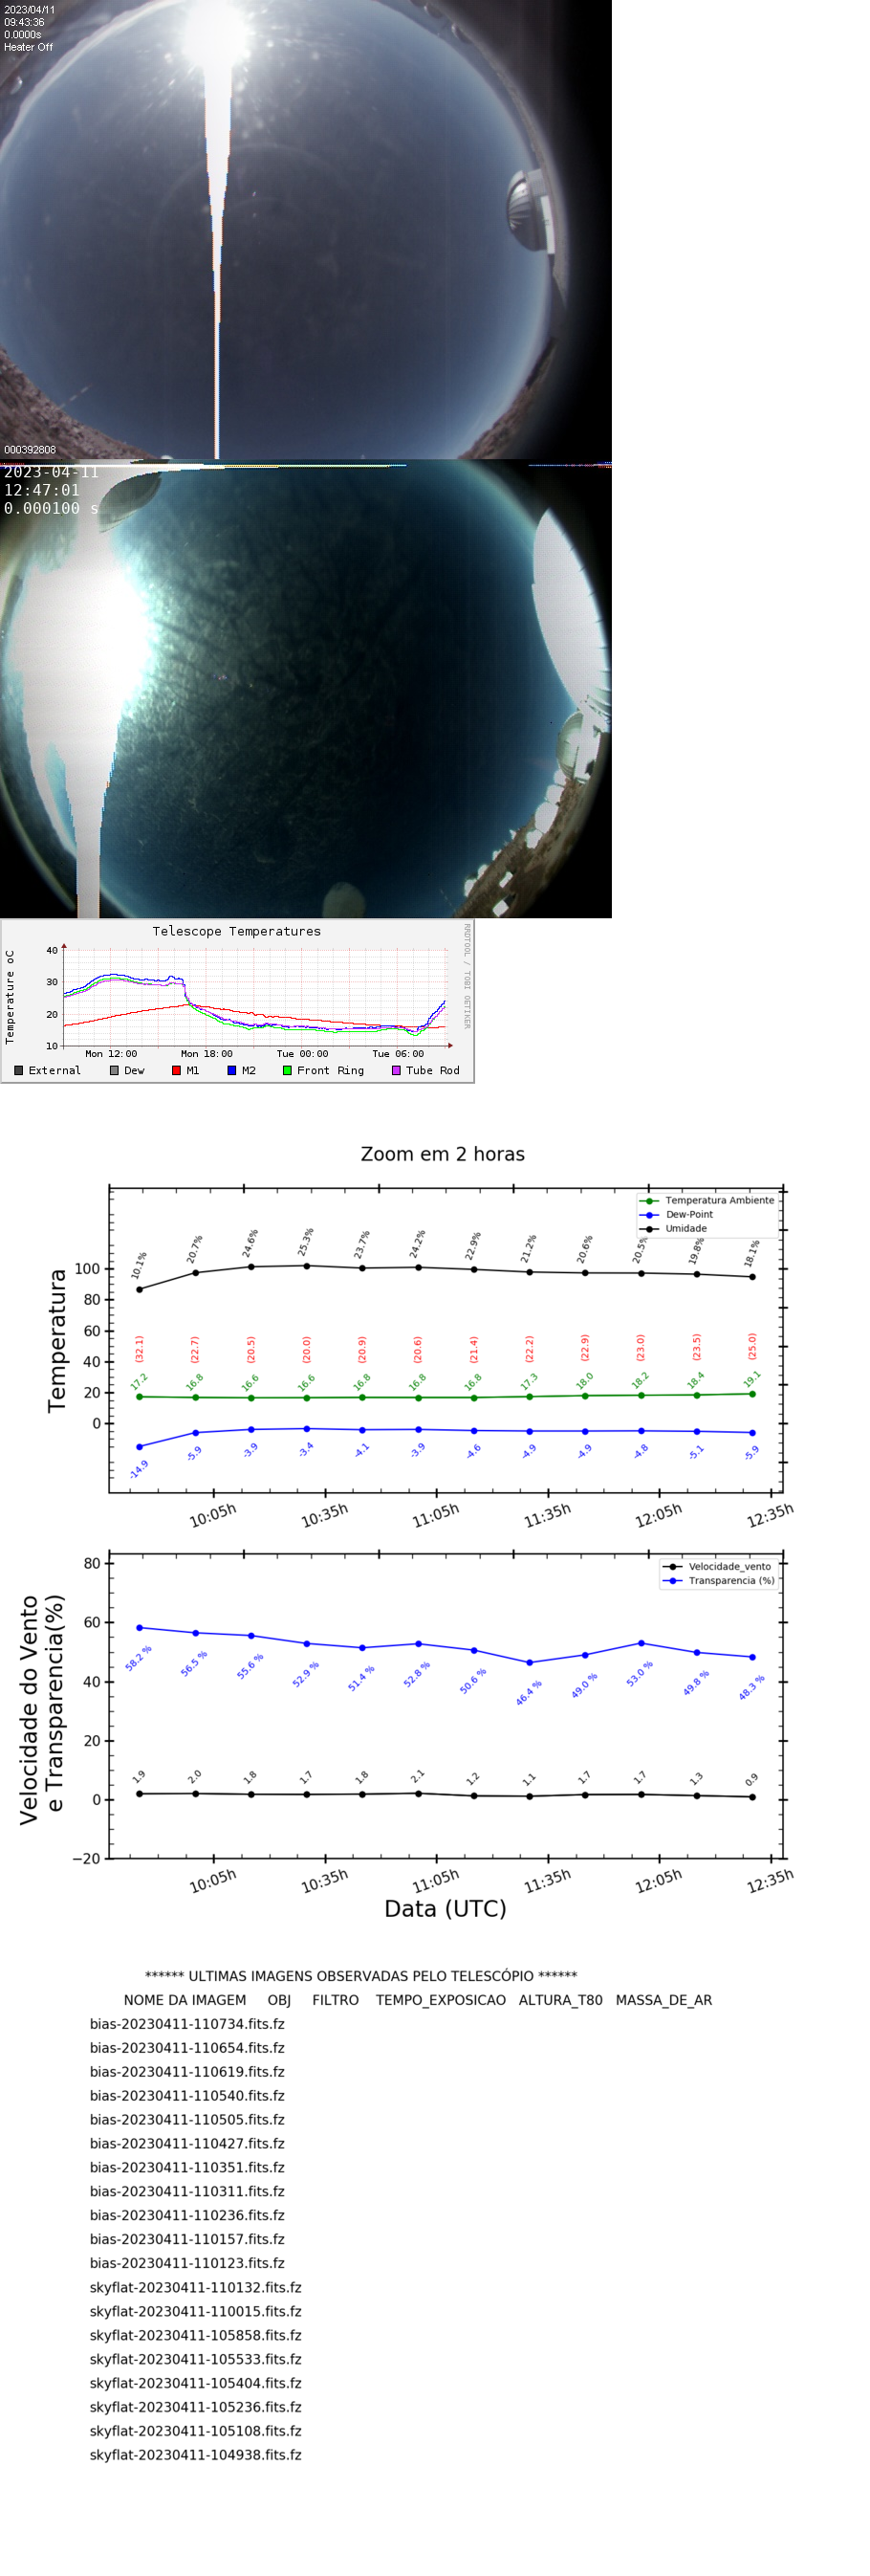 2023/04/11
09:43:36
0.0000s
Heater Off
000392808
2023-04-11
12:47:01
0.000100 s
Telescope Temperatures
RRDTOOL / TOBI OETIKER
Temperature oC
40
30
20
10
Mon 12:00 Mon 18:00 Tue 00:00 Tue 06:00
External Dew M1 M2 Front Ring Tube Rod
Zoom em 2 horas
Temperatura Ambiente
Dew-Point
Umidade
Temperatura
100
80
60
40
20
0
10.1% 20.7% 24.6% 25.3% 23.7% 24.2% 22.9% 21.2% 20.6% 20.5% 19.8% 18.1%
(32.1) (22.7) (20.5) (20.0) (20.9) (20.6) (21.4) (22.2) (22.9) (23.0) (23.5) (25.0)
17.2 16.8 16.6 16.6 16.8 16.8 16.8 17.3 18.0 18.2 18.4 19.1
-14.9 -5.9 -3.9 -3.4 -4.1 -3.9 -4.6 -4.9 -4.9 -4.8 -5.1 -5.9
10:05h 10:35h 11:05h 11:35h 12:05h 12:35h
Velocidade_vento
Transparencia (%)
Velocidade do Vento
e Transparencia(%)
80
60
40
20
0
−20
58.2 % 56.5 % 55.6 % 52.9 % 51.4 % 52.8 % 50.6 % 46.4 % 49.0 % 53.0 % 49.8 % 48.3 %
1.9 2.0 1.8 1.7 1.8 2.1 1.2 1.1 1.7 1.7 1.3 0.9
10:05h 10:35h 11:05h 11:35h 12:05h 12:35h
Data (UTC)
****** ULTIMAS IMAGENS OBSERVADAS PELO TELESCÓPIO ******
NOME DA IMAGEM OBJ FILTRO TEMPO_EXPOSICAO ALTURA_T80 MASSA_DE_AR
bias-20230411-110734.fits.fz
bias-20230411-110654.fits.fz
bias-20230411-110619.fits.fz
bias-20230411-110540.fits.fz
bias-20230411-110505.fits.fz
bias-20230411-110427.fits.fz
bias-20230411-110351.fits.fz
bias-20230411-110311.fits.fz
bias-20230411-110236.fits.fz
bias-20230411-110157.fits.fz
bias-20230411-110123.fits.fz
skyflat-20230411-110132.fits.fz
skyflat-20230411-110015.fits.fz
skyflat-20230411-105858.fits.fz
skyflat-20230411-105533.fits.fz
skyflat-20230411-105404.fits.fz
skyflat-20230411-105236.fits.fz
skyflat-20230411-105108.fits.fz
skyflat-20230411-104938.fits.fz